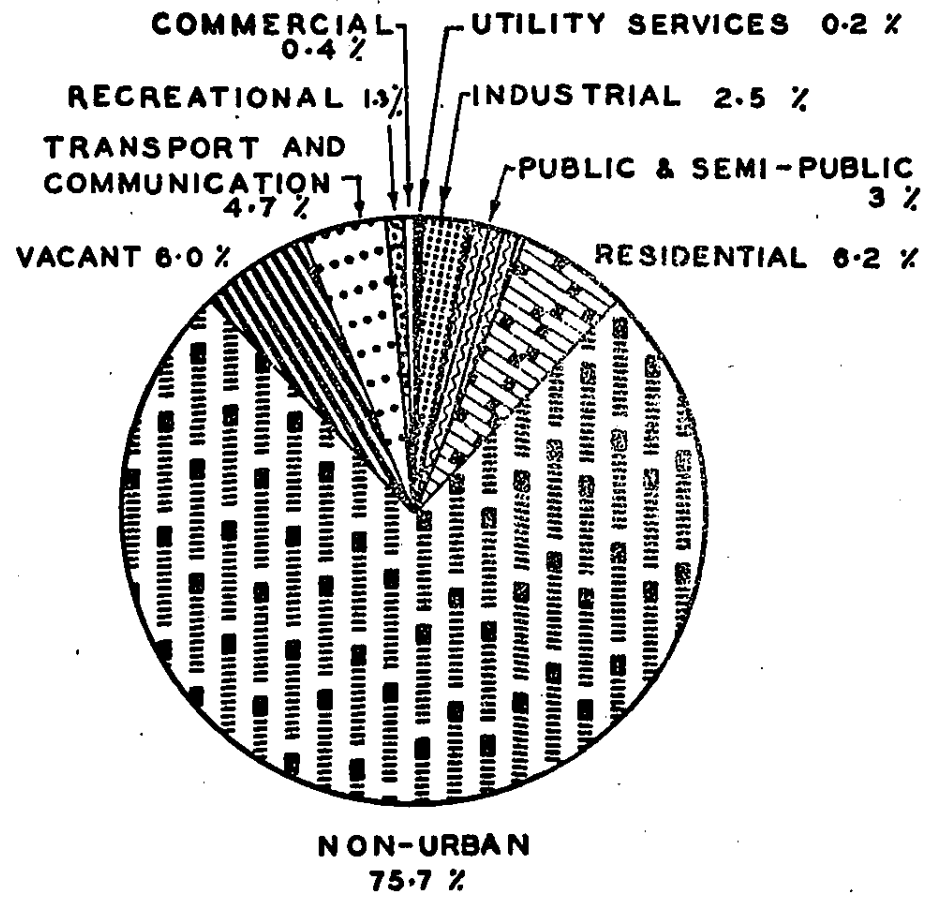 COMMERCIAL
0.4 %
UTILITY SERVICES 0.2 %
RECREATIONAL 1.3%
INDUSTRIAL 2.5 %
TRANSPORT AND
COMMUNICATION
4.7 %
PUBLIC & SEMI-PUBLIC
3 %
VACANT 6.0 %
RESIDENTIAL 6.2 %
NON-URBAN
75.7 %